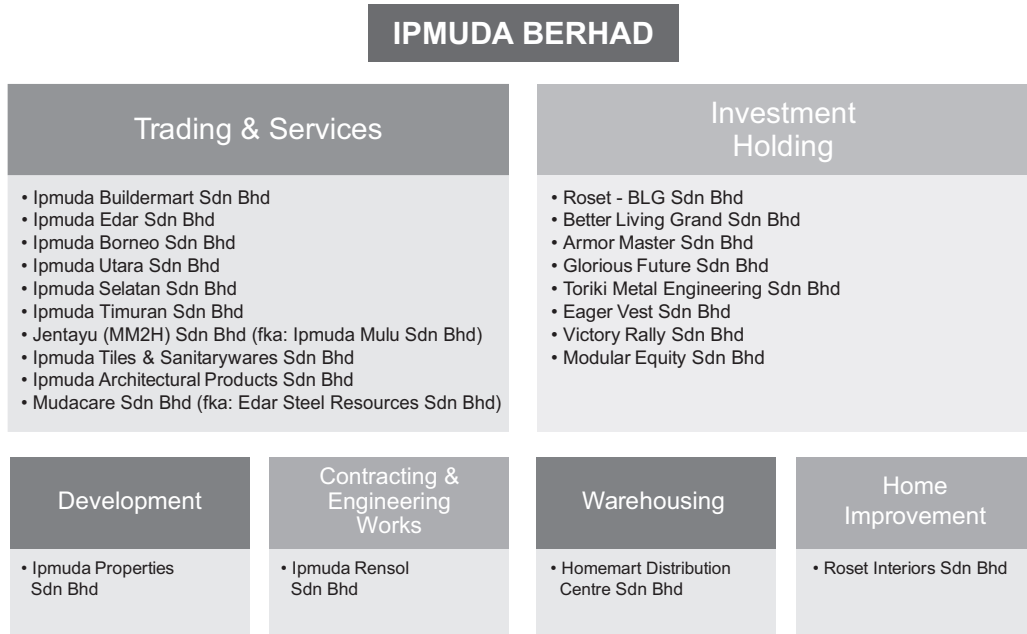 IPMUDA BERHAD
Trading & Services
• Ipmuda Buildermart Sdn Bhd
• Ipmuda Edar Sdn Bhd
• Ipmuda Borneo Sdn Bhd
• Ipmuda Utara Sdn Bhd
• Ipmuda Selatan Sdn Bhd
• Ipmuda Timuran Sdn Bhd
• Jentayu (MM2H) Sdn Bhd (fka: Ipmuda Mulu Sdn Bhd)
• Ipmuda Tiles & Sanitarywares Sdn Bhd
• Ipmuda Architectural Products Sdn Bhd
• Mudacare Sdn Bhd (fka: Edar Steel Resources Sdn Bhd)
Investment
Holding
• Roset - BLG Sdn Bhd
• Better Living Grand Sdn Bhd
• Armor Master Sdn Bhd
• Glorious Future Sdn Bhd
• Toriki Metal Engineering Sdn Bhd
• Eager Vest Sdn Bhd
• Victory Rally Sdn Bhd
• Modular Equity Sdn Bhd
Development
• Ipmuda Properties
Sdn Bhd
Contracting &
Engineering
Works
• Ipmuda Rensol
Sdn Bhd
Warehousing
• Homemart Distribution
Centre Sdn Bhd
Home
Improvement
• Roset Interiors Sdn Bhd